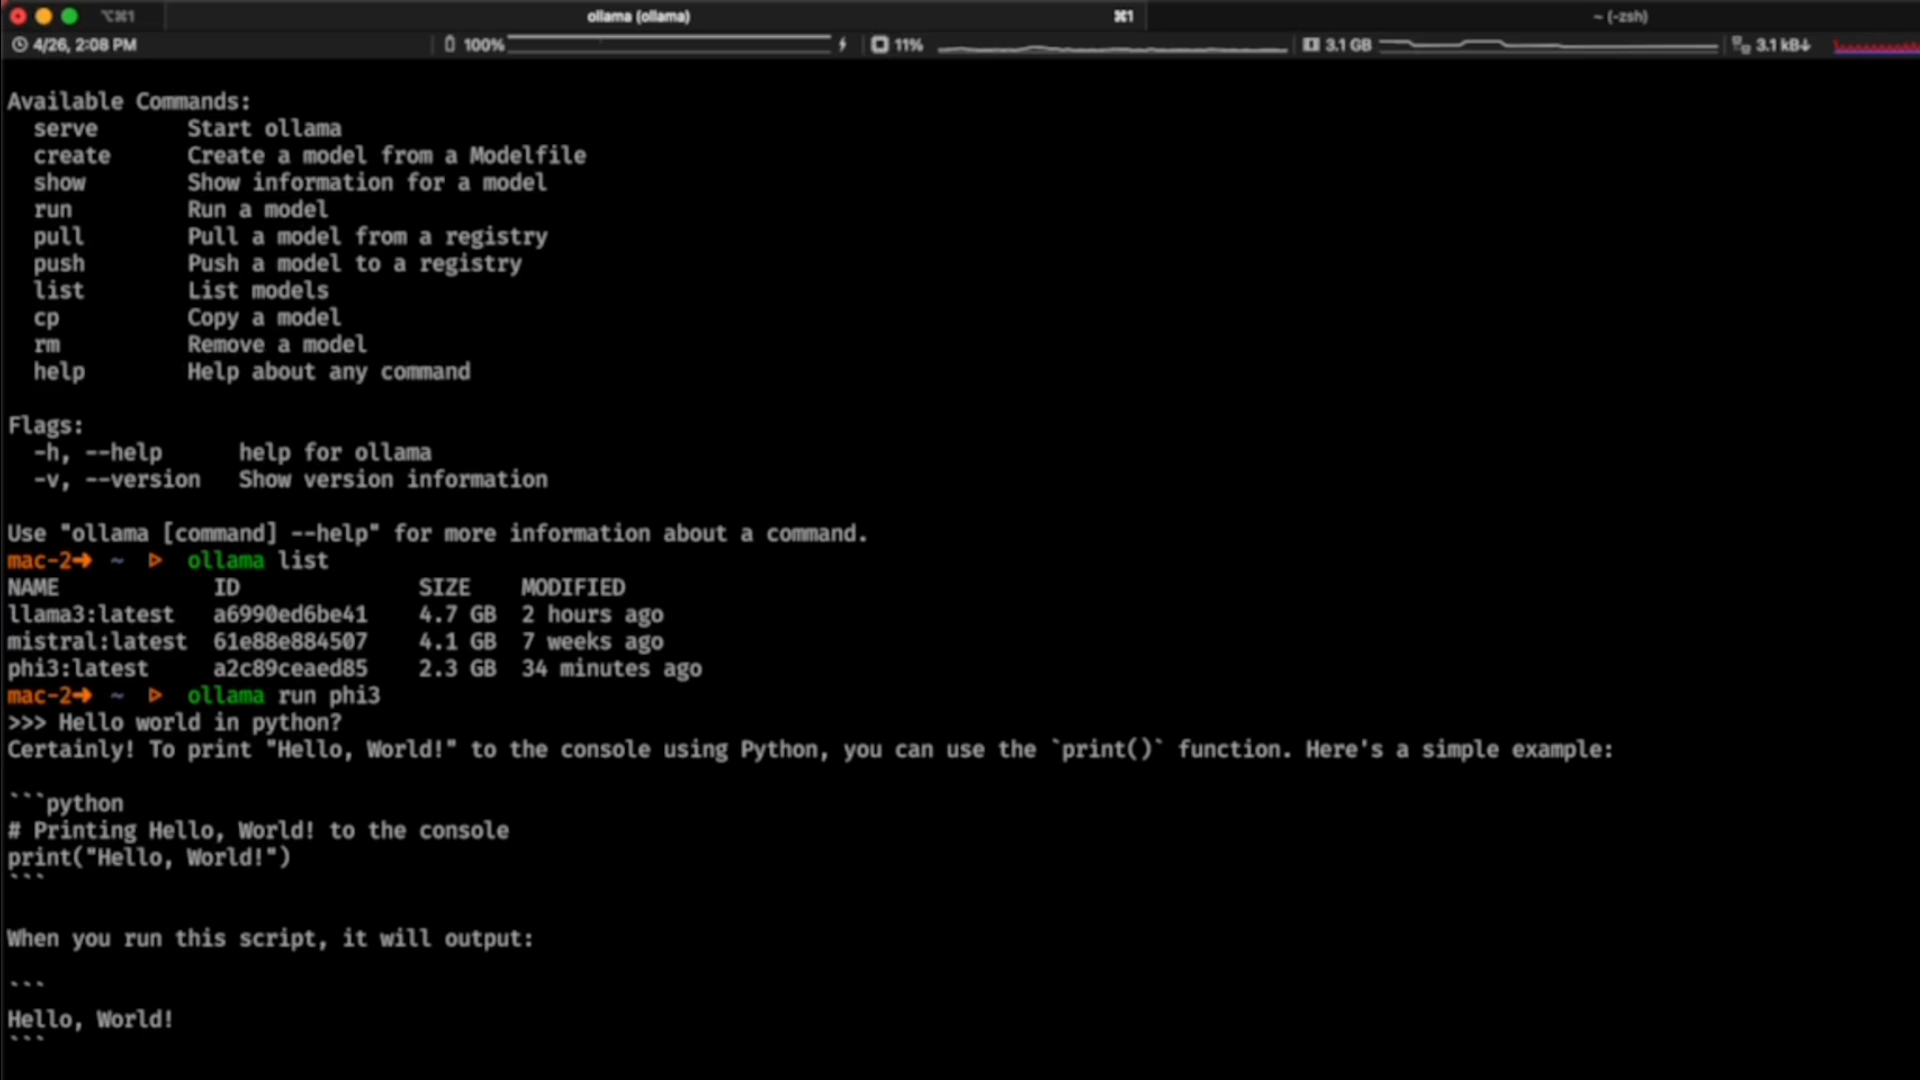 ⌥⌘1 ollama (ollama) ⌘1 ~ (-zsh)
4/26, 2:08 PM 100% 11% 3.1 GB 3.1 kB↓
Available Commands:
serve Start ollama
create Create a model from a Modelfile
show Show information for a model
run Run a model
pull Pull a model from a registry
push Push a model to a registry
list List models
cp Copy a model
rm Remove a model
help Help about any command
Flags:
-h, --help help for ollama
-v, --version Show version information
Use "ollama [command] --help" for more information about a command.
mac-2➜ ~ ▷ ollama list
NAME ID SIZE MODIFIED
llama3:latest a6990ed6be41 4.7 GB 2 hours ago
mistral:latest 61e88e884507 4.1 GB 7 weeks ago
phi3:latest a2c89ceaed85 2.3 GB 34 minutes ago
mac-2➜ ~ ▷ ollama run phi3
>>> Hello world in python?
Certainly! To print "Hello, World!" to the console using Python, you can use the `print()` function. Here's a simple example:
```python
# Printing Hello, World! to the console
print("Hello, World!")
```
When you run this script, it will output:
```
Hello, World!
```